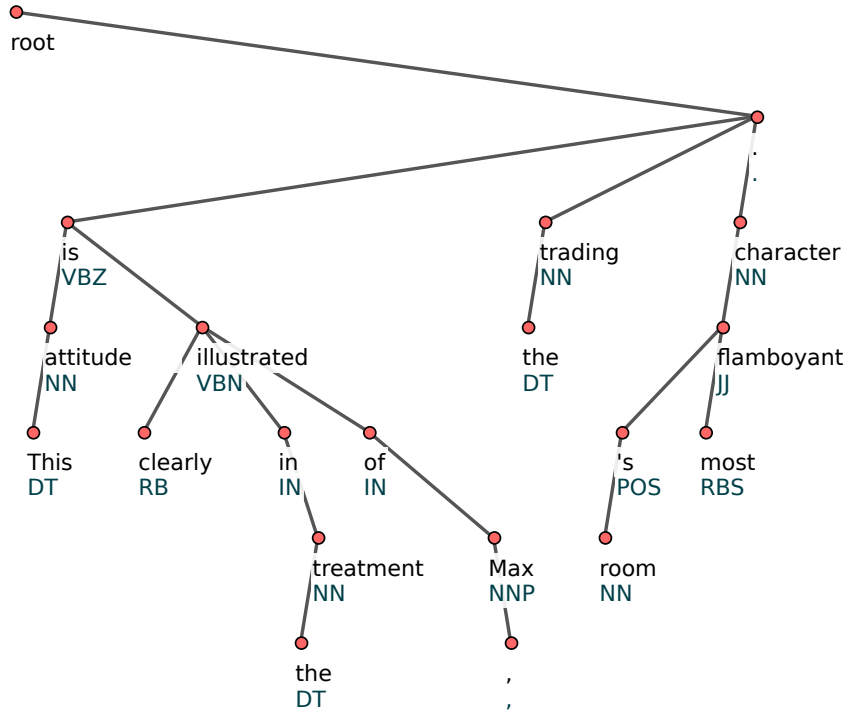 root
.
.
is trading character
VBZ NN NN
attitude illustrated the flamboyant
NN VBN DT JJ
This clearly in of 's most
DT RB IN IN POS RBS
treatment Max room
NN NNP NN
the ,
DT ,